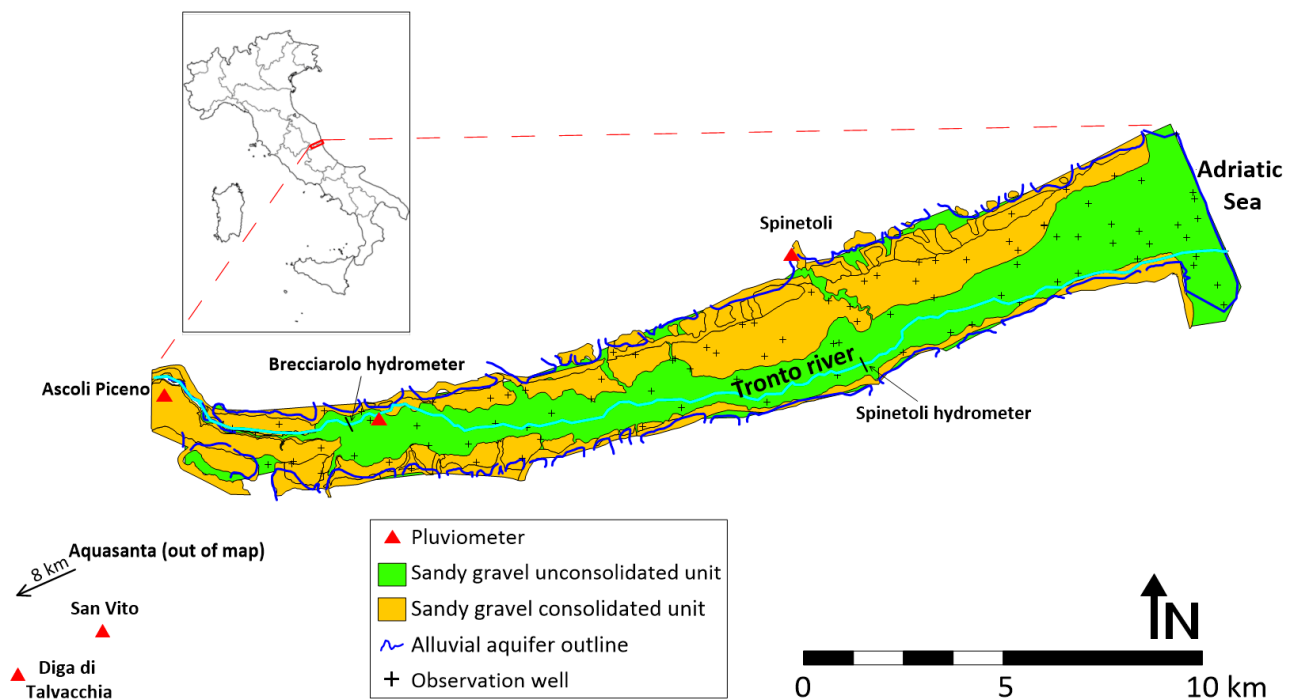 Adriatic
Sea
Spinetoli
Brecciarolo hydrometer
Ascoli Piceno
Tronto river
Spinetoli hydrometer
Aquasanta (out of map)
8 km
San Vito
Diga di
Talvacchia
Pluviometer
Sandy gravel unconsolidated unit
Sandy gravel consolidated unit
Alluvial aquifer outline
Observation well
N
0 5 10 km